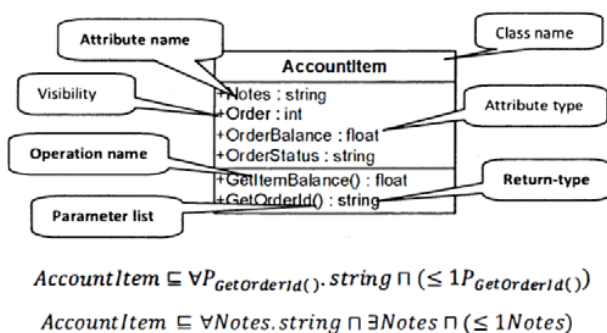 Attribute name
Class name
AccountItem
Visibility
+Notes : string
+Order : int
Attribute type
+OrderBalance : float
+OrderStatus : string
Operation name
+GetItemBalance() : float
+GetOrderId() : string
Return-type
Parameter list
AccountItem ⊑ ∀P_GetOrderId().string ⊓ (≤ 1P_GetOrderId())
AccountItem ⊑ ∀Notes.string ⊓ ∃Notes ⊓ (≤ 1Notes)